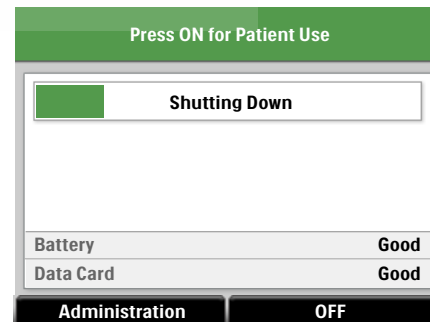 Press ON for Patient Use
Shutting Down
Battery Good
Data Card Good
Administration OFF